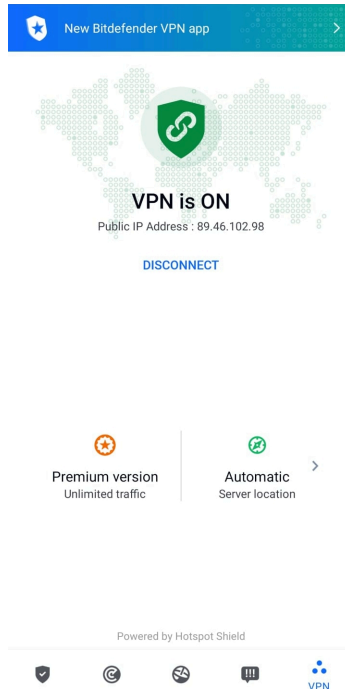 New Bitdefender VPN app
VPN is ON
Public IP Address : 89.46.102.98
DISCONNECT
Premium version
Unlimited traffic
Automatic
Server location
Powered by Hotspot Shield
VPN